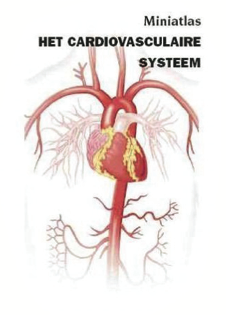 Miniatlas
HET CARDIOVASCULAIRE
SYSTEEM